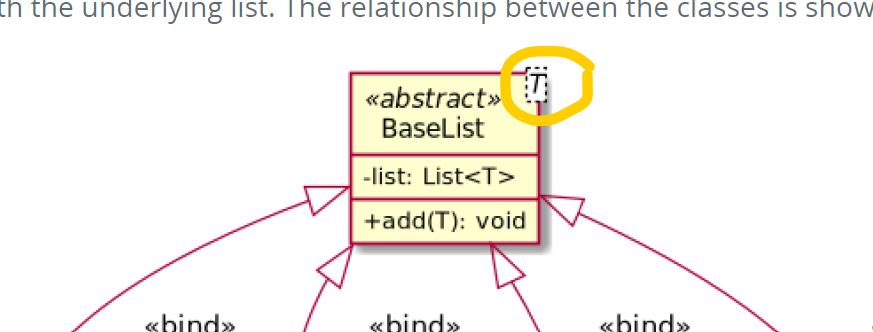 th the underlying list. The relationship between the classes is show
T
«abstract»
BaseList
-list: List<T>
+add(T): void
«bind» «bind» «bind»